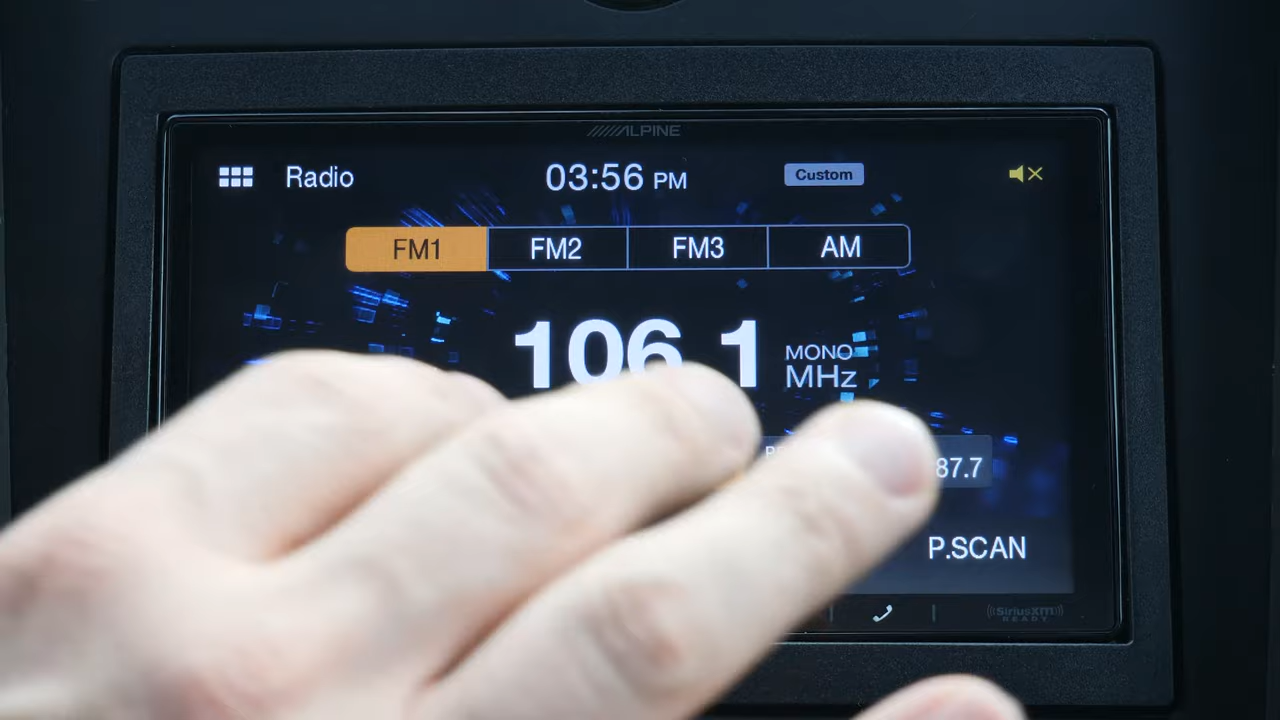 ALPINE
Radio 03:56 PM Custom
FM1 FM2 FM3 AM
106.1 MONO
MHz
87.7
P.SCAN
((SiriusXM))
READY